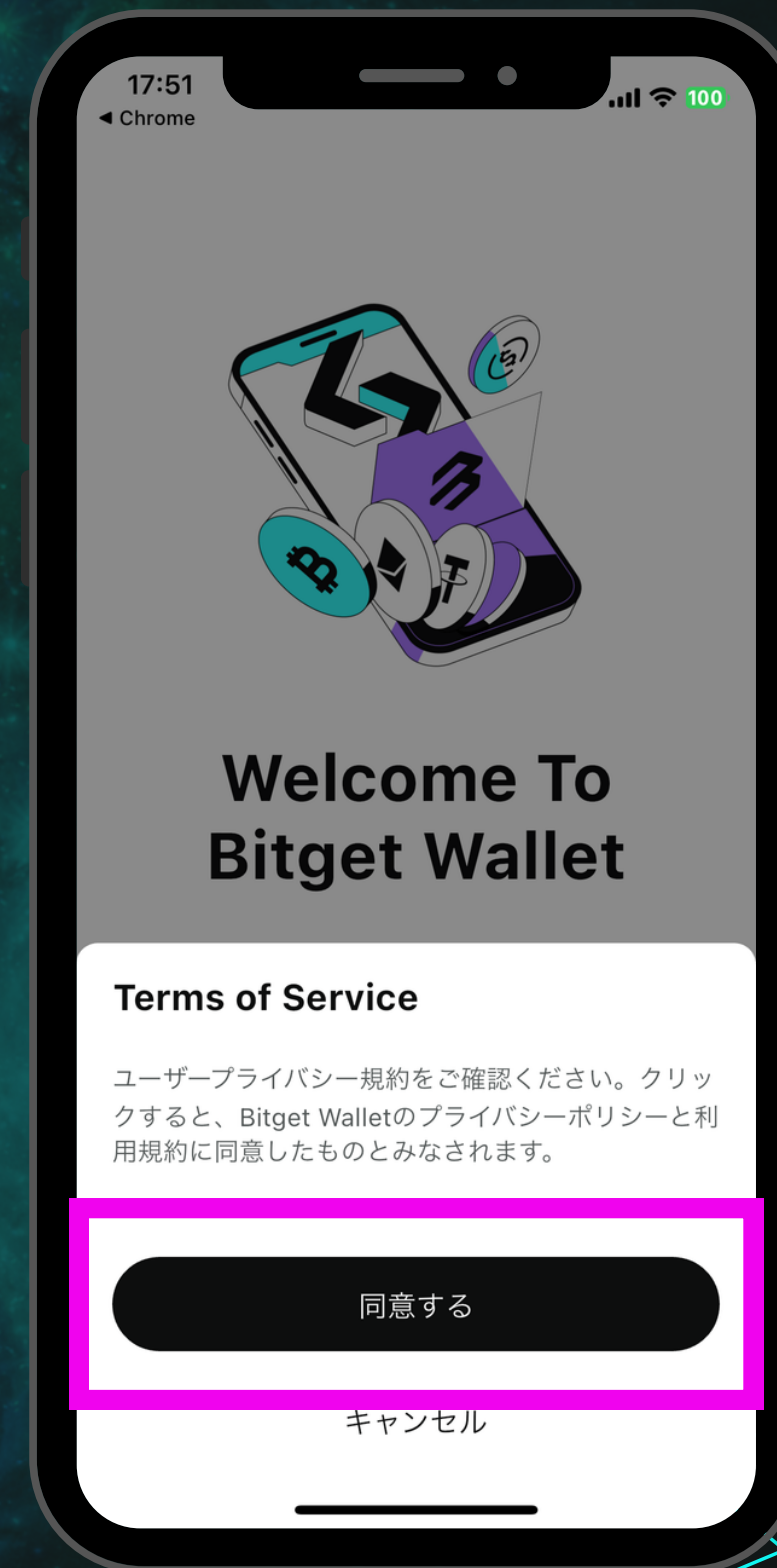 17:51
100
◀ Chrome
Welcome To
Bitget Wallet
Terms of Service
ユーザープライバシー規約をご確認ください。クリッ
クすると、Bitget Walletのプライバシーポリシーと利
用規約に同意したものとみなされます。
同意する
キャンセル